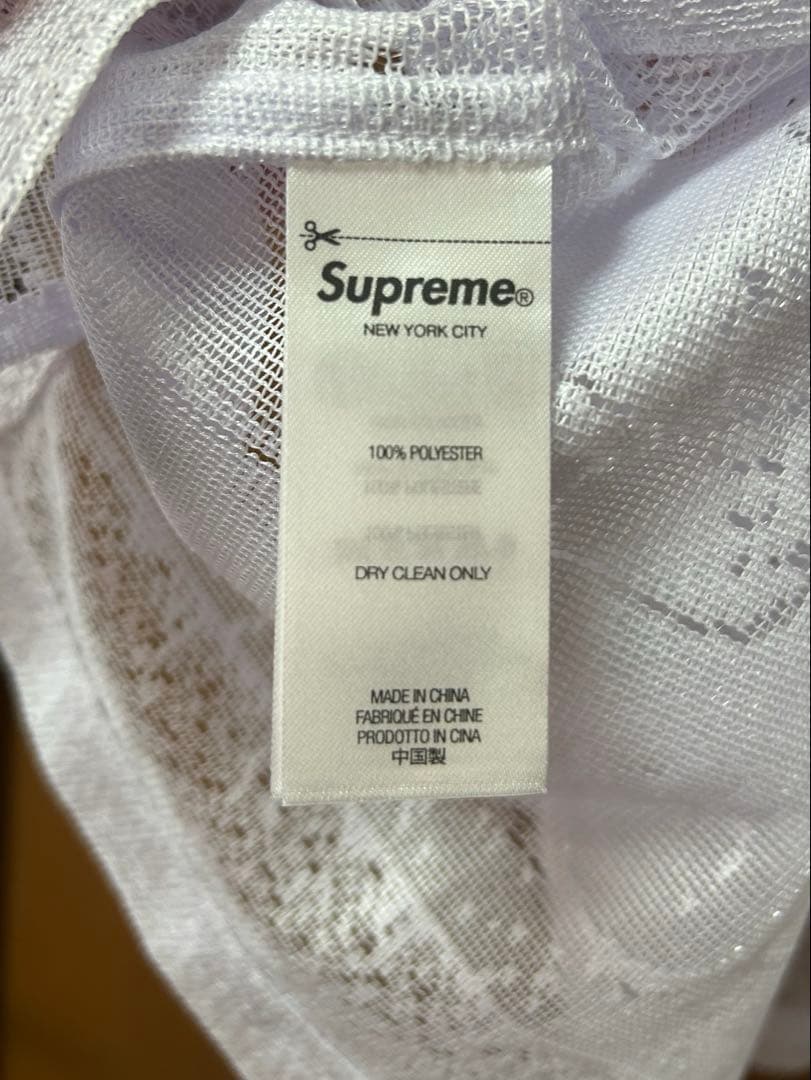 Supreme®
NEW YORK CITY
100% POLYESTER
DRY CLEAN ONLY
MADE IN CHINA
FABRIQUÉ EN CHINE
PRODOTTO IN CINA
中国製